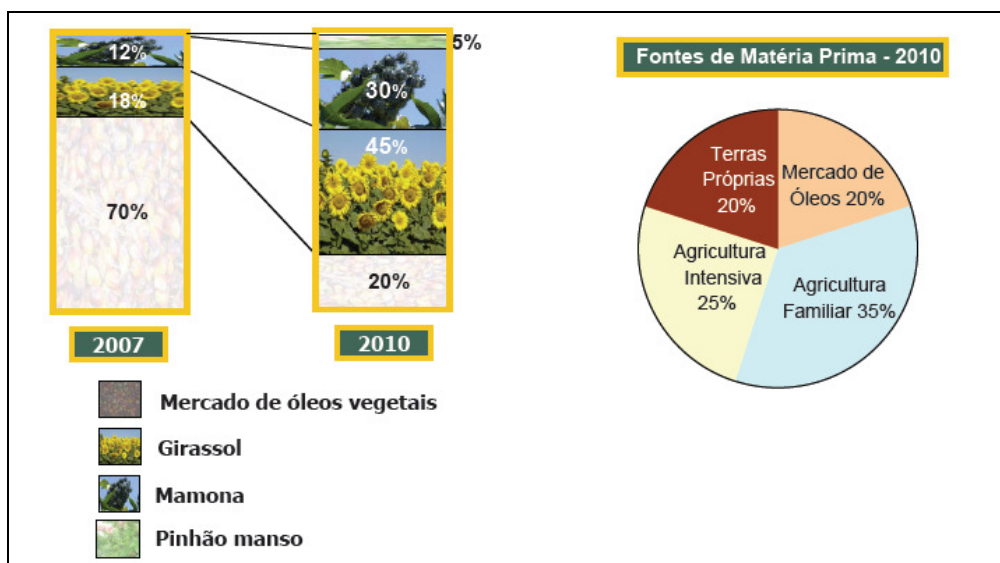 12%
18%
70%
2007
5%
30%
45%
20%
2010
Mercado de óleos vegetais
Girassol
Mamona
Pinhão manso
Fontes de Matéria Prima - 2010
Terras
Próprias
20%
Mercado de
Óleos 20%
Agricultura
Intensiva
25%
Agricultura
Familiar 35%